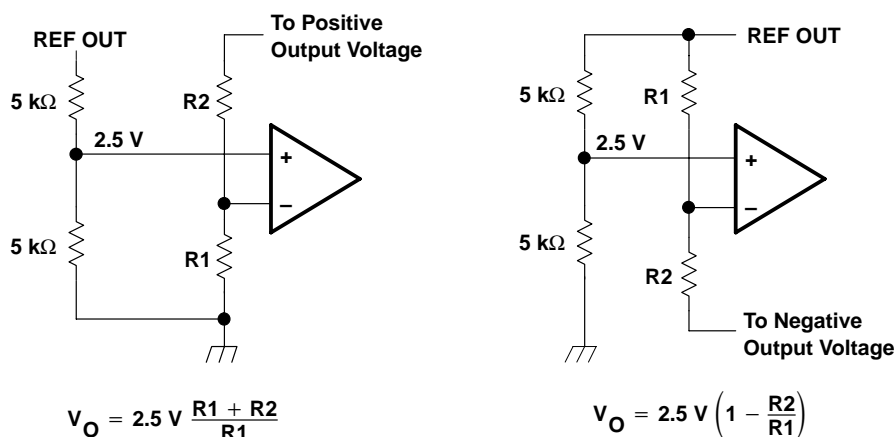 REF OUT
5 kΩ
5 kΩ
2.5 V
To Positive
Output Voltage
R2
R1
+
–
V_O = 2.5 V (R1 + R2)/R1
REF OUT
5 kΩ
5 kΩ
2.5 V
R1
R2
+
–
To Negative
Output Voltage
V_O = 2.5 V (1 – R2/R1)